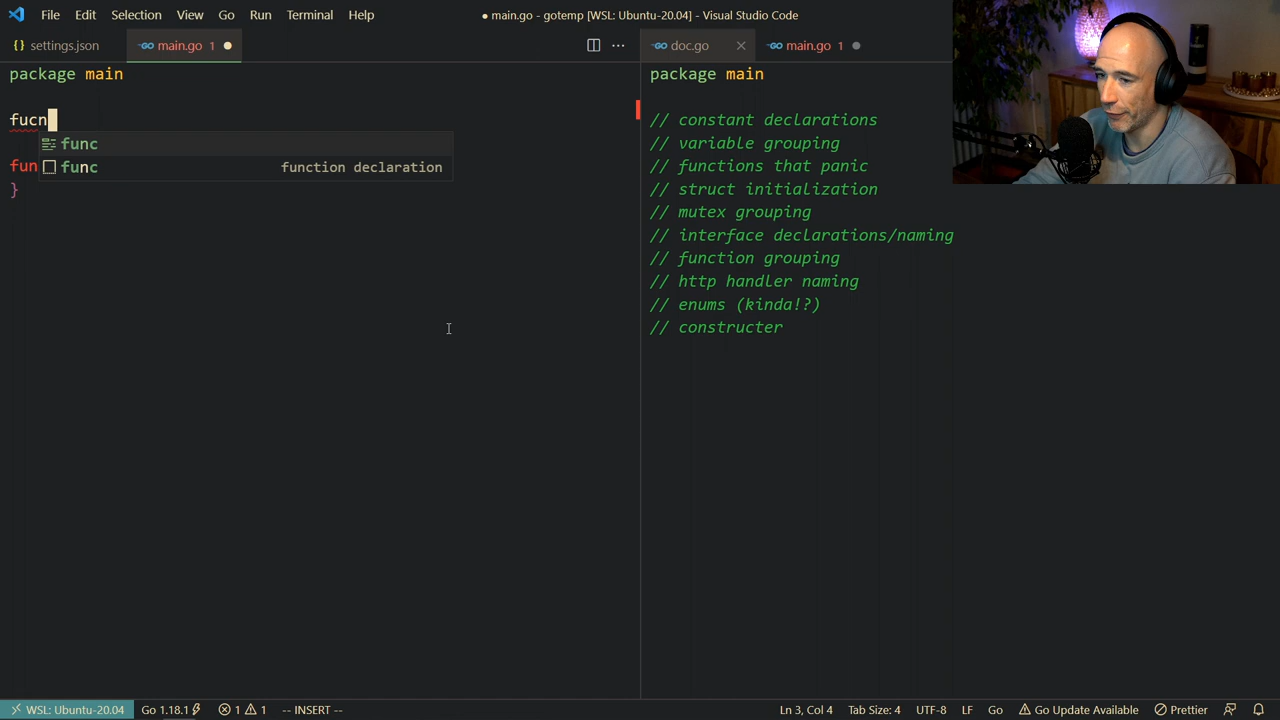 File Edit Selection View Go Run Terminal Help
● main.go - gotemp [WSL: Ubuntu-20.04] - Visual Studio Code
{} settings.json
main.go 1
doc.go
main.go 1
package main
fucn
func
func function declaration
fun
}
package main
// constant declarations
// variable grouping
// functions that panic
// struct initialization
// mutex grouping
// interface declarations/naming
// function grouping
// http handler naming
// enums (kinda!?)
// constructer
WSL: Ubuntu-20.04 Go 1.18.1 1 1 -- INSERT --
Ln 3, Col 4 Tab Size: 4 UTF-8 LF Go Go Update Available Prettier